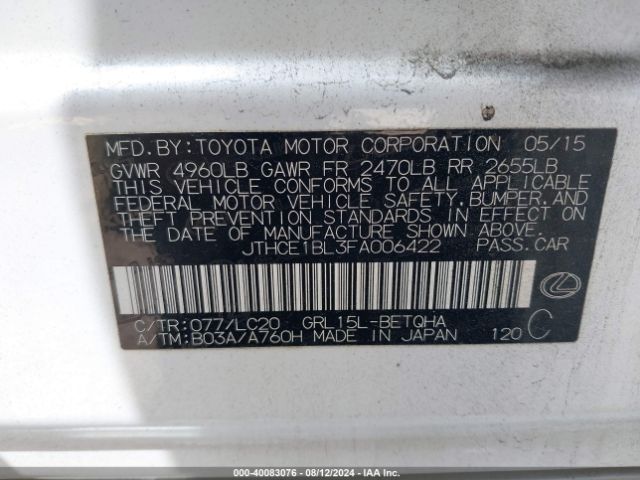 MFD.BY:TOYOTA MOTOR CORPORATION 05/15
GVWR 4960LB GAWR FR 2470LB RR 2655LB
THIS VEHICLE CONFORMS TO ALL APPLICABLE
FEDERAL MOTOR VEHICLE SAFETY,BUMPER,AND
THEFT PREVENTION STANDARDS IN EFFECT ON
THE DATE OF MANUFACTURE SHOWN ABOVE.
JTHCE1BL3FA006422 PASS.CAR
C/TR:077/LC20 GRL15L-BETQHA
A/TM:B03A/A760H MADE IN JAPAN 120 C
000-40083076 - 08/12/2024 - IAA Inc.